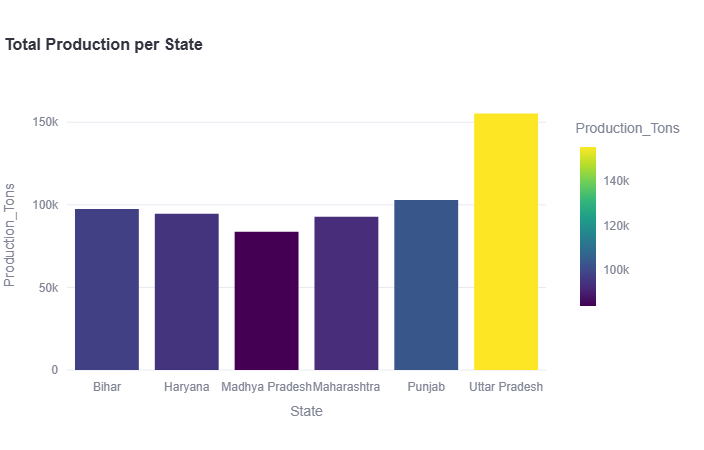 Total Production per State
Production_Tons
150k
100k
50k
0
Production_Tons
140k
120k
100k
Bihar
Haryana
Madhya Pradesh
Maharashtra
Punjab
Uttar Pradesh
State